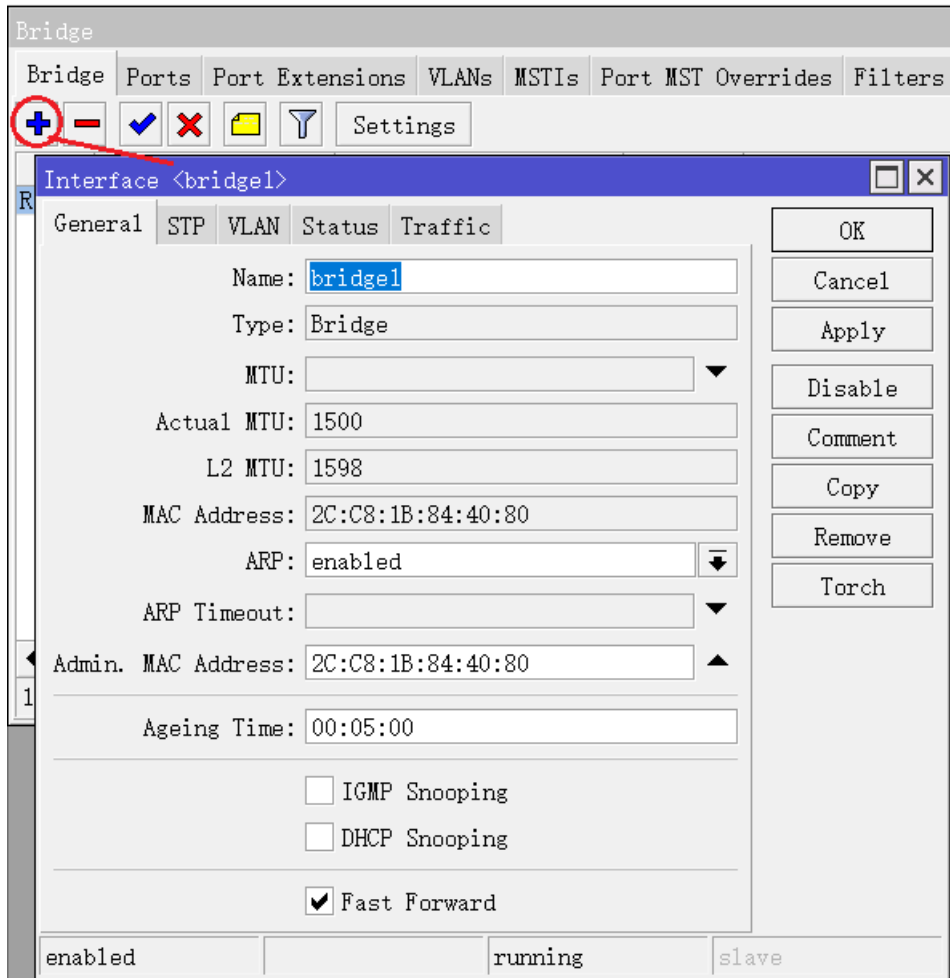 Bridge
Bridge Ports Port Extensions VLANs MSTIs Port MST Overrides Filters
Settings
Interface <bridge1>
R
General STP VLAN Status Traffic
OK
Name: bridge1
Cancel
Type: Bridge
Apply
MTU:
Disable
Actual MTU: 1500
Comment
L2 MTU: 1598
Copy
MAC Address: 2C:C8:1B:84:40:80
Remove
ARP: enabled
Torch
ARP Timeout:
Admin. MAC Address: 2C:C8:1B:84:40:80
1
Ageing Time: 00:05:00
IGMP Snooping
DHCP Snooping
Fast Forward
enabled running slave